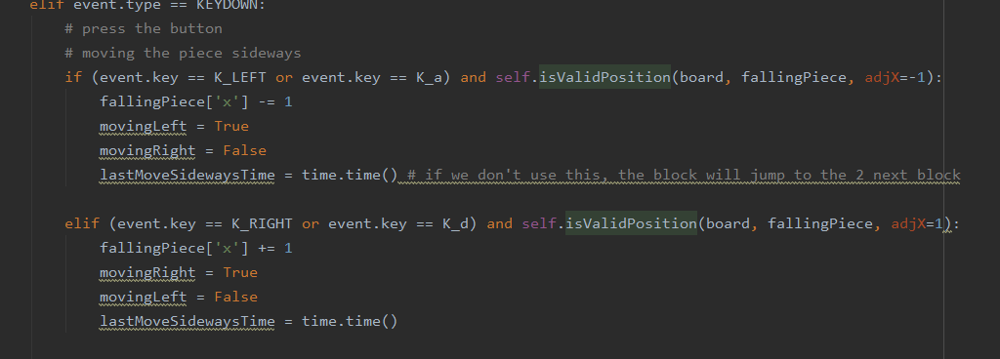 elif event.type == KEYDOWN:
# press the button
# moving the piece sideways
if (event.key == K_LEFT or event.key == K_a) and self.isValidPosition(board, fallingPiece, adjX=-1):
fallingPiece['x'] -= 1
movingLeft = True
movingRight = False
lastMoveSidewaysTime = time.time() # if we don't use this, the block will jump to the 2 next block
elif (event.key == K_RIGHT or event.key == K_d) and self.isValidPosition(board, fallingPiece, adjX=1):
fallingPiece['x'] += 1
movingRight = True
movingLeft = False
lastMoveSidewaysTime = time.time()